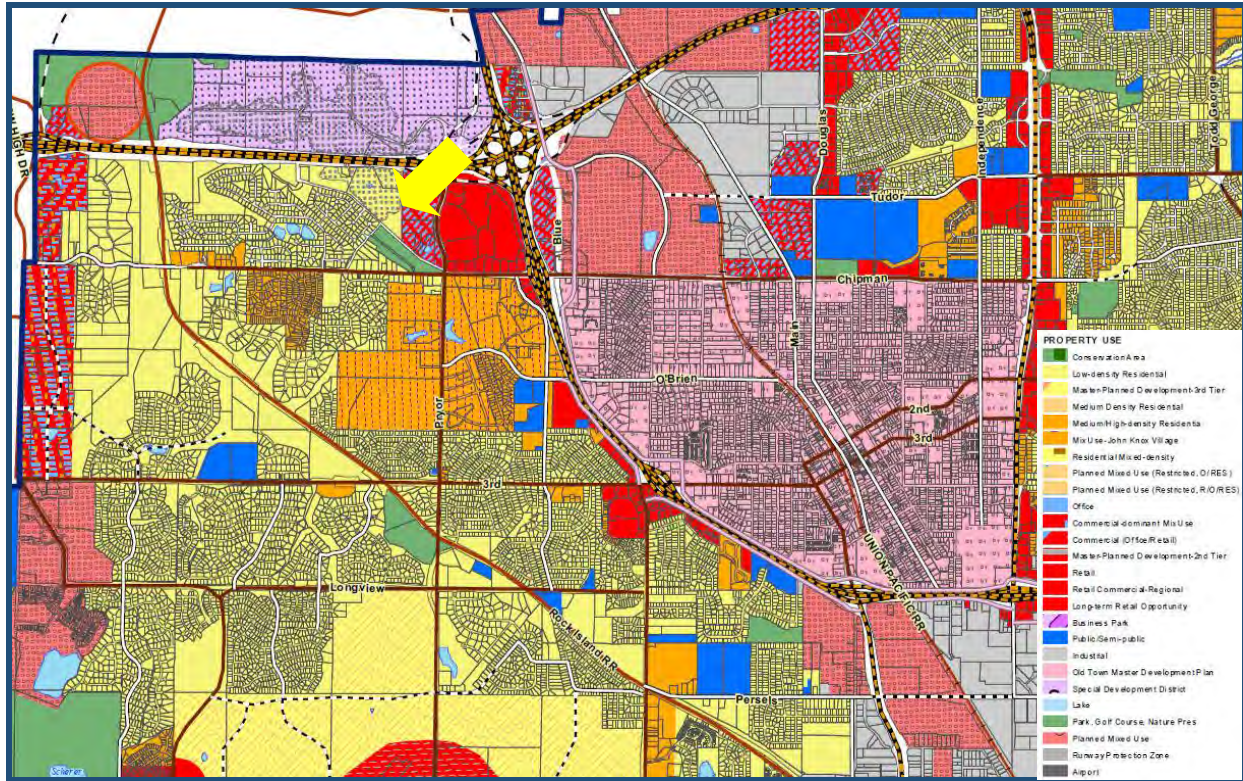 W HIGH DR
Douglas
Independence
Todd George
Tudor
Blue
Chipman
Main
O'Brien
Pryor
2nd
3rd
3rd
UNION PACIFIC RR
Longview
Rock Island RR
Persels
Scherer
PROPERTY USE
Conservation Area
Low-density Residential
Master-Planned Development-3rd Tier
Medium Density Residential
Medium/High-density Residentia
Mix Use-John Knox Village
Residential Mixed-density
Planned Mixed Use (Restricted, O/RES)
Planned Mixed Use (Restricted, R/O/RES)
Office
Commercial-dominant Mix Use
Commercial (Office/Retail)
Master-Planned Development-2nd Tier
Retail
Retail Commercial-Regional
Long-term Retail Opportunity
Business Park
Public/Semi-public
Industrial
Old Town Master Development Plan
Special Development District
Lake
Park, Golf Course, Nature Pres
Planned Mixed Use
Runway Protection Zone
Airport